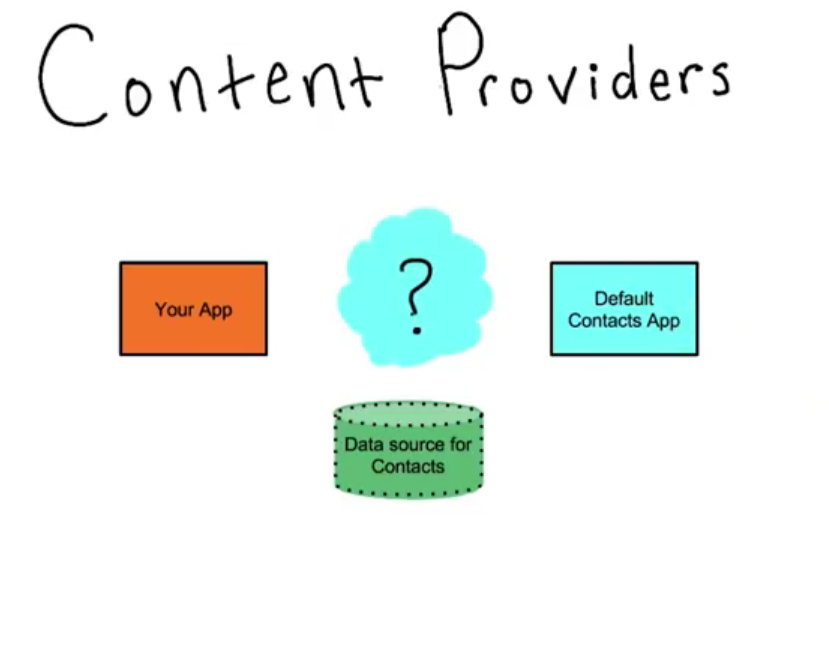 Content Providers
Your App
?
Default
Contacts App
Data source for
Contacts